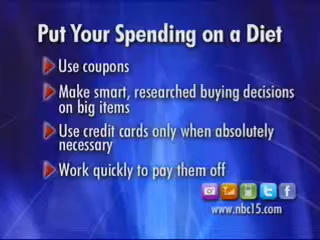 Put Your Spending on a Diet
Use coupons
Make smart, researched buying decisions
on big items
Use credit cards only when absolutely
necessary
Work quickly to pay them off
www.nbc15.com